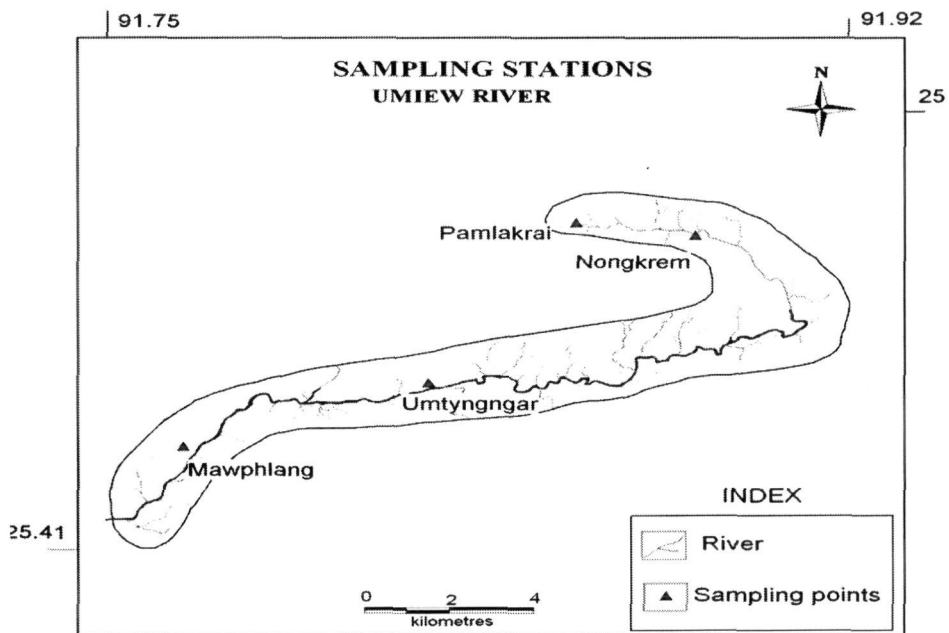 91.75
91.92
SAMPLING STATIONS
UMIEW RIVER
N
25
Pamlakrai
Nongkrem
Umtyngngar
Mawphlang
25.41
INDEX
River
Sampling points
0 2 4
kilometres